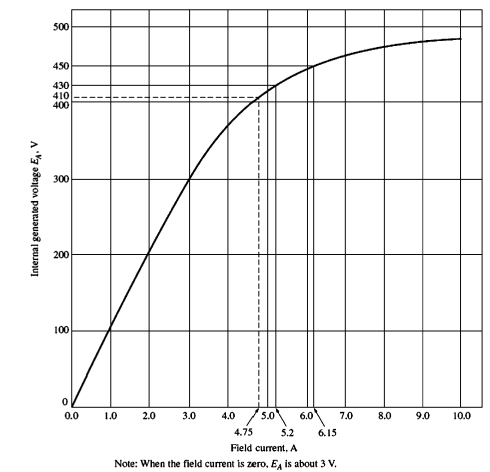 500
450
430
410
400
300
200
100
0
Internal generated voltage E_A, V
0.0 1.0 2.0 3.0 4.0 5.0 6.0 7.0 8.0 9.0 10.0
4.75 5.2 6.15
Field current, A
Note: When the field current is zero, E_A is about 3 V.